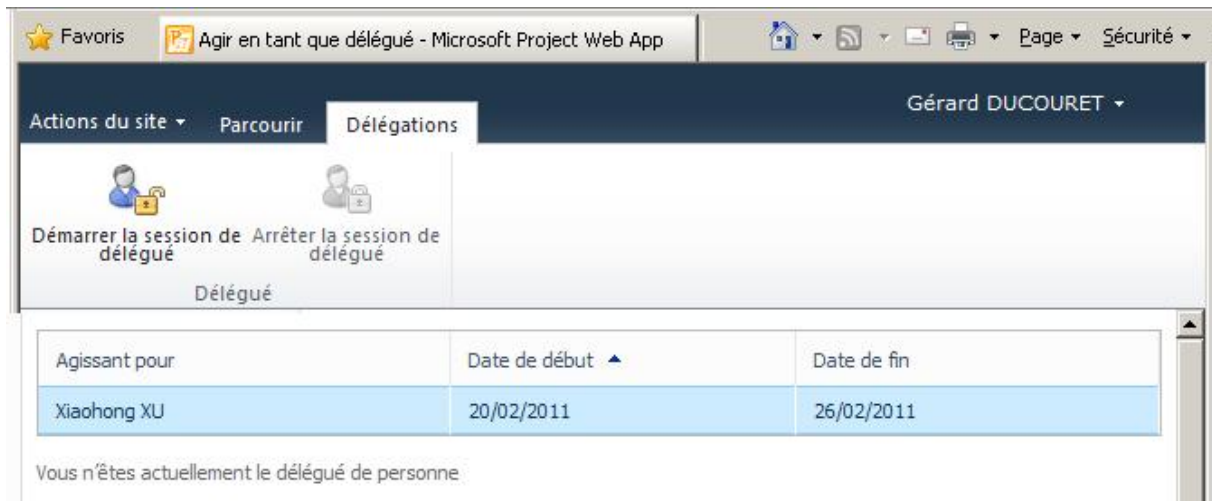 Favoris Agir en tant que délégué - Microsoft Project Web App Page Sécurité
Gérard DUCOURET
Actions du site Parcourir Délégations
Démarrer la session de délégué
Arrêter la session de délégué
Délégué
Agissant pour Date de début Date de fin
Xiaohong XU 20/02/2011 26/02/2011
Vous n'êtes actuellement le délégué de personne